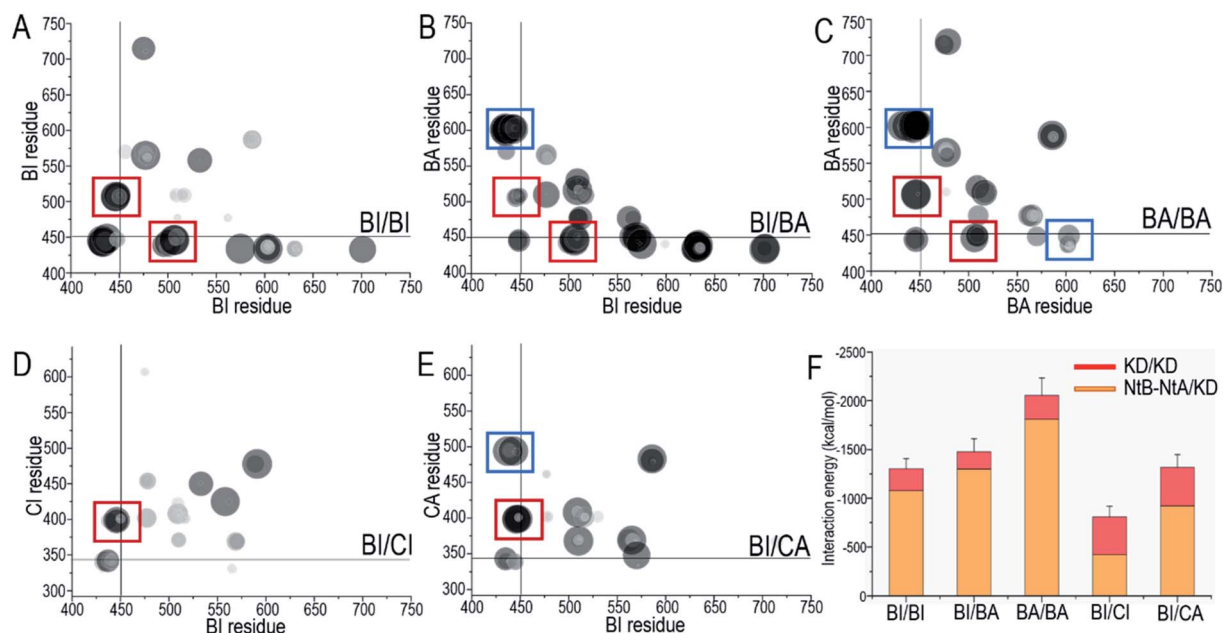 A
750
700
650
600
550
500
450
400
BI residue
BI/BI
400 450 500 550 600 650 700 750
BI residue
B
750
700
650
600
550
500
450
400
BA residue
BI/BA
400 450 500 550 600 650 700 750
BI residue
C
750
700
650
600
550
500
450
400
BA residue
BA/BA
400 450 500 550 600 650 700 750
BA residue
D
600
550
500
450
400
350
300
CI residue
BI/CI
400 450 500 550 600 650 700 750
BI residue
E
600
550
500
450
400
350
300
CA residue
BI/CA
400 450 500 550 600 650 700 750
BI residue
F
-2500
-2000
-1500
-1000
-500
0
Interaction energy (kcal/mol)
KD/KD
NtB-NtA/KD
BI/BI BI/BA BA/BA BI/CI BI/CA